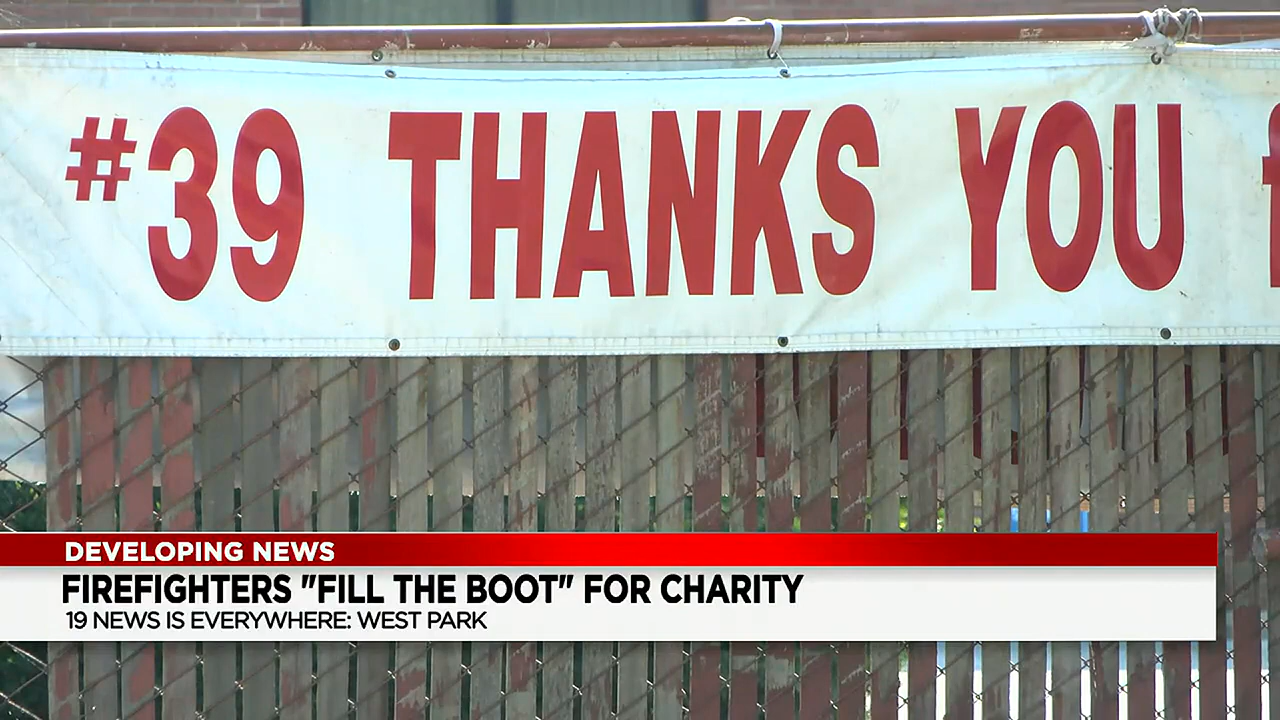 #39 THANKS YOU
DEVELOPING NEWS
FIREFIGHTERS "FILL THE BOOT" FOR CHARITY
19 NEWS IS EVERYWHERE: WEST PARK